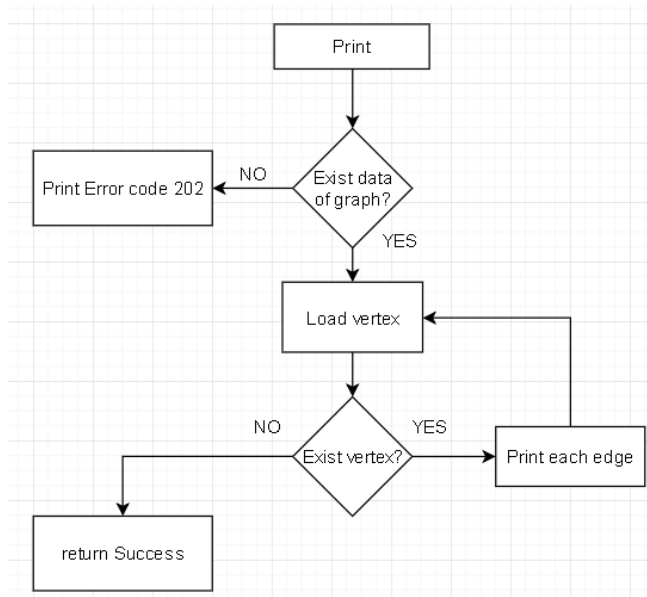 Print
Exist data
of graph?
NO
Print Error code 202
YES
Load vertex
NO
YES
Exist vertex?
Print each edge
return Success